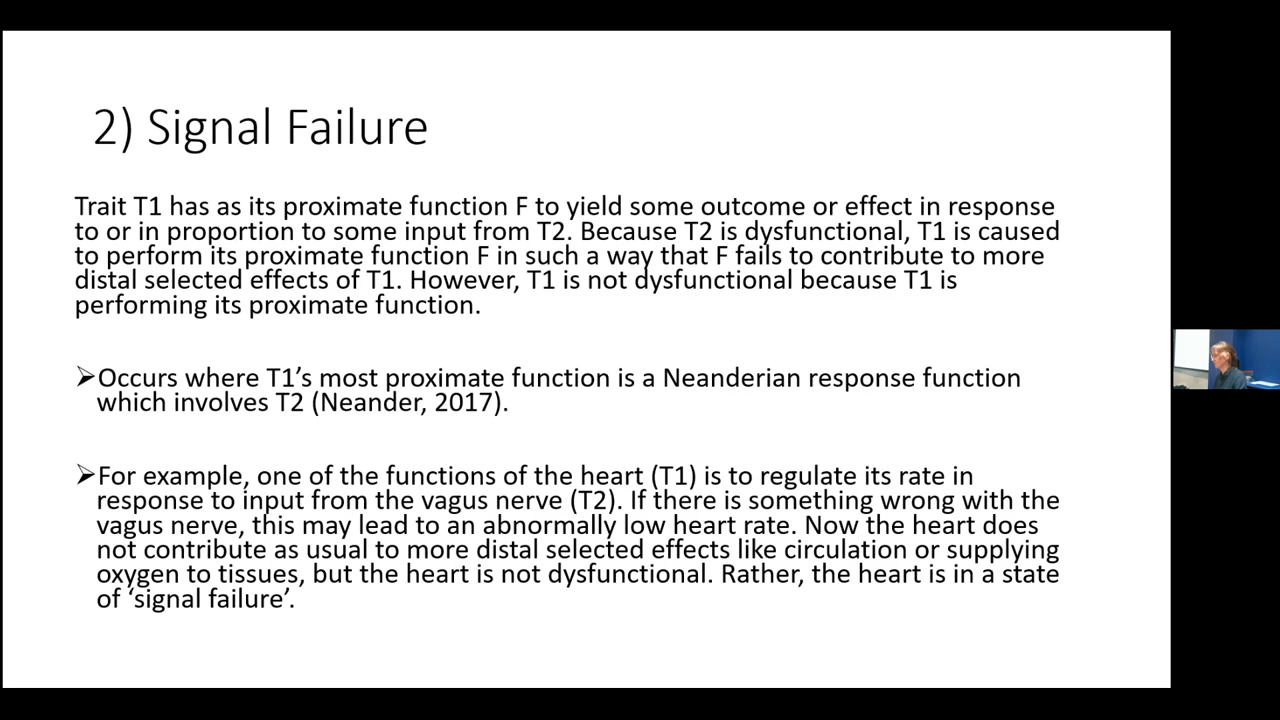 2) Signal Failure
Trait T1 has as its proximate function F to yield some outcome or effect in response
to or in proportion to some input from T2. Because T2 is dysfunctional, T1 is caused
to perform its proximate function F in such a way that F fails to contribute to more
distal selected effects of T1. However, T1 is not dysfunctional because T1 is
performing its proximate function.
➢Occurs where T1’s most proximate function is a Neanderian response function
which involves T2 (Neander, 2017).
➢For example, one of the functions of the heart (T1) is to regulate its rate in
response to input from the vagus nerve (T2). If there is something wrong with the
vagus nerve, this may lead to an abnormally low heart rate. Now the heart does
not contribute as usual to more distal selected effects like circulation or supplying
oxygen to tissues, but the heart is not dysfunctional. Rather, the heart is in a state
of ‘signal failure’.